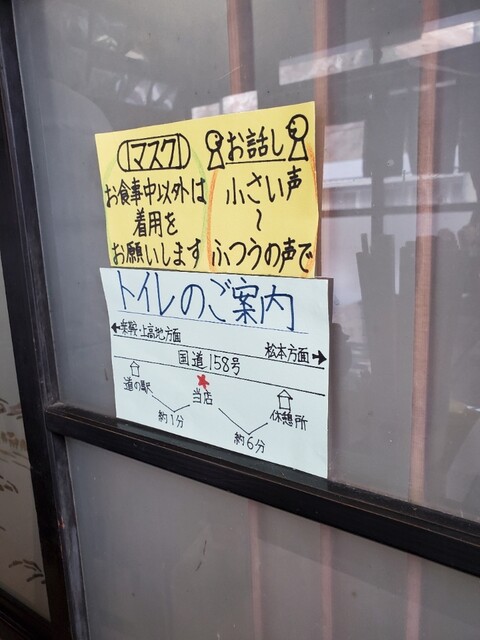 マスク
お食事中以外は
着用を
お願いします
お話し
小さい声
～
ふつうの声で
トイレのご案内
←乗鞍・上高地方面
松本方面→
国道158号
道の駅
当店
休憩所
約1分
約6分